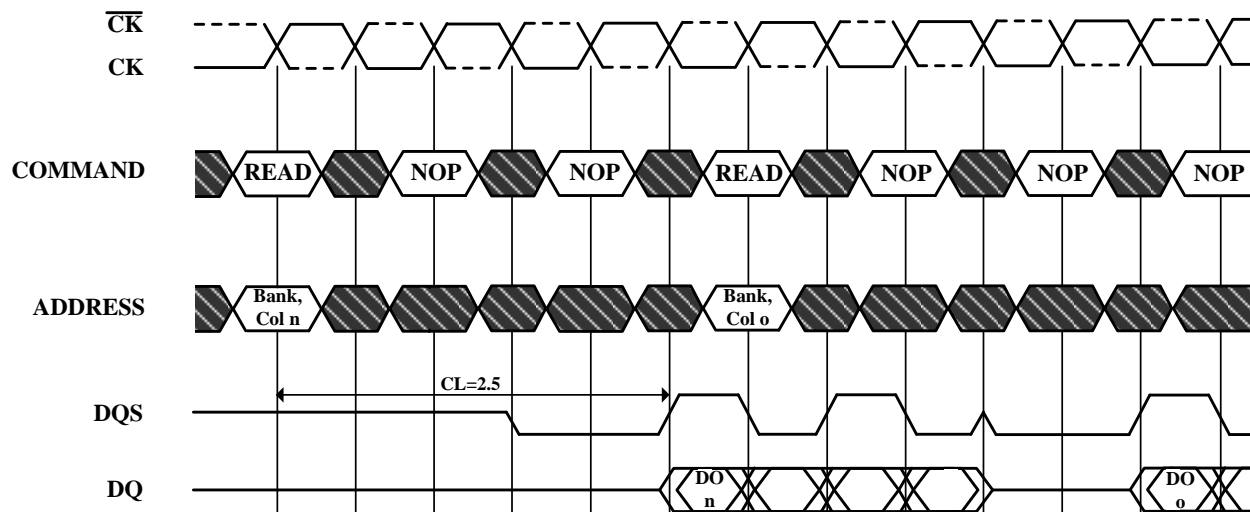 CK
CK
COMMAND
READ NOP NOP READ NOP NOP NOP
ADDRESS
Bank,
Col n
Bank,
Col o
CL=2.5
DQS
DQ
DO
n
DO
o